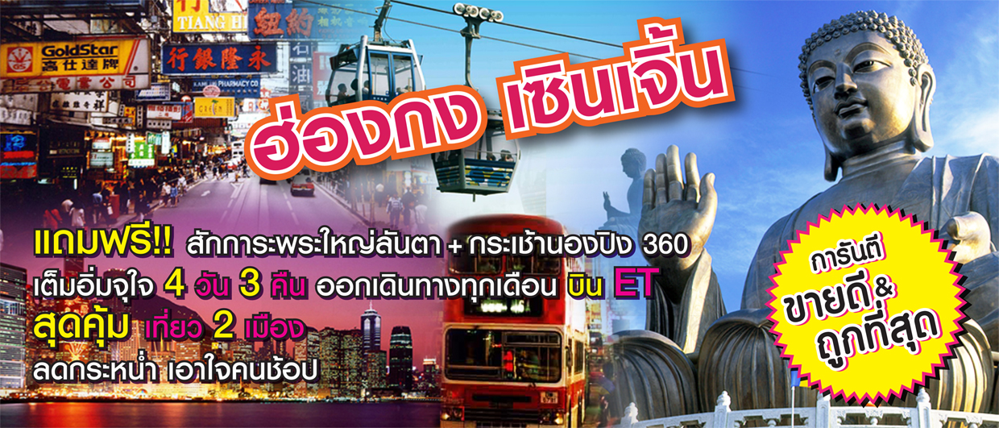 行
TIANG HI
紐約
GoldStar
高仕達牌
行銀隆永
石油
KAMLING PHARMACY CO
GREEN
ฮ่องกง เซินเจิ้น
แถมฟรี!! สักการะพระใหญ่ลันตา + กระเช้านองปิง 360
เต็มอิ่มจุใจ 4 วัน 3 คืน ออกเดินทางทุกเดือน บิน ET
สุดคุ้ม เที่ยว 2 เมือง
ลดกระหน่ำ เอาใจคนช้อป
การันตี
ขายดี &
ถูกที่สุด